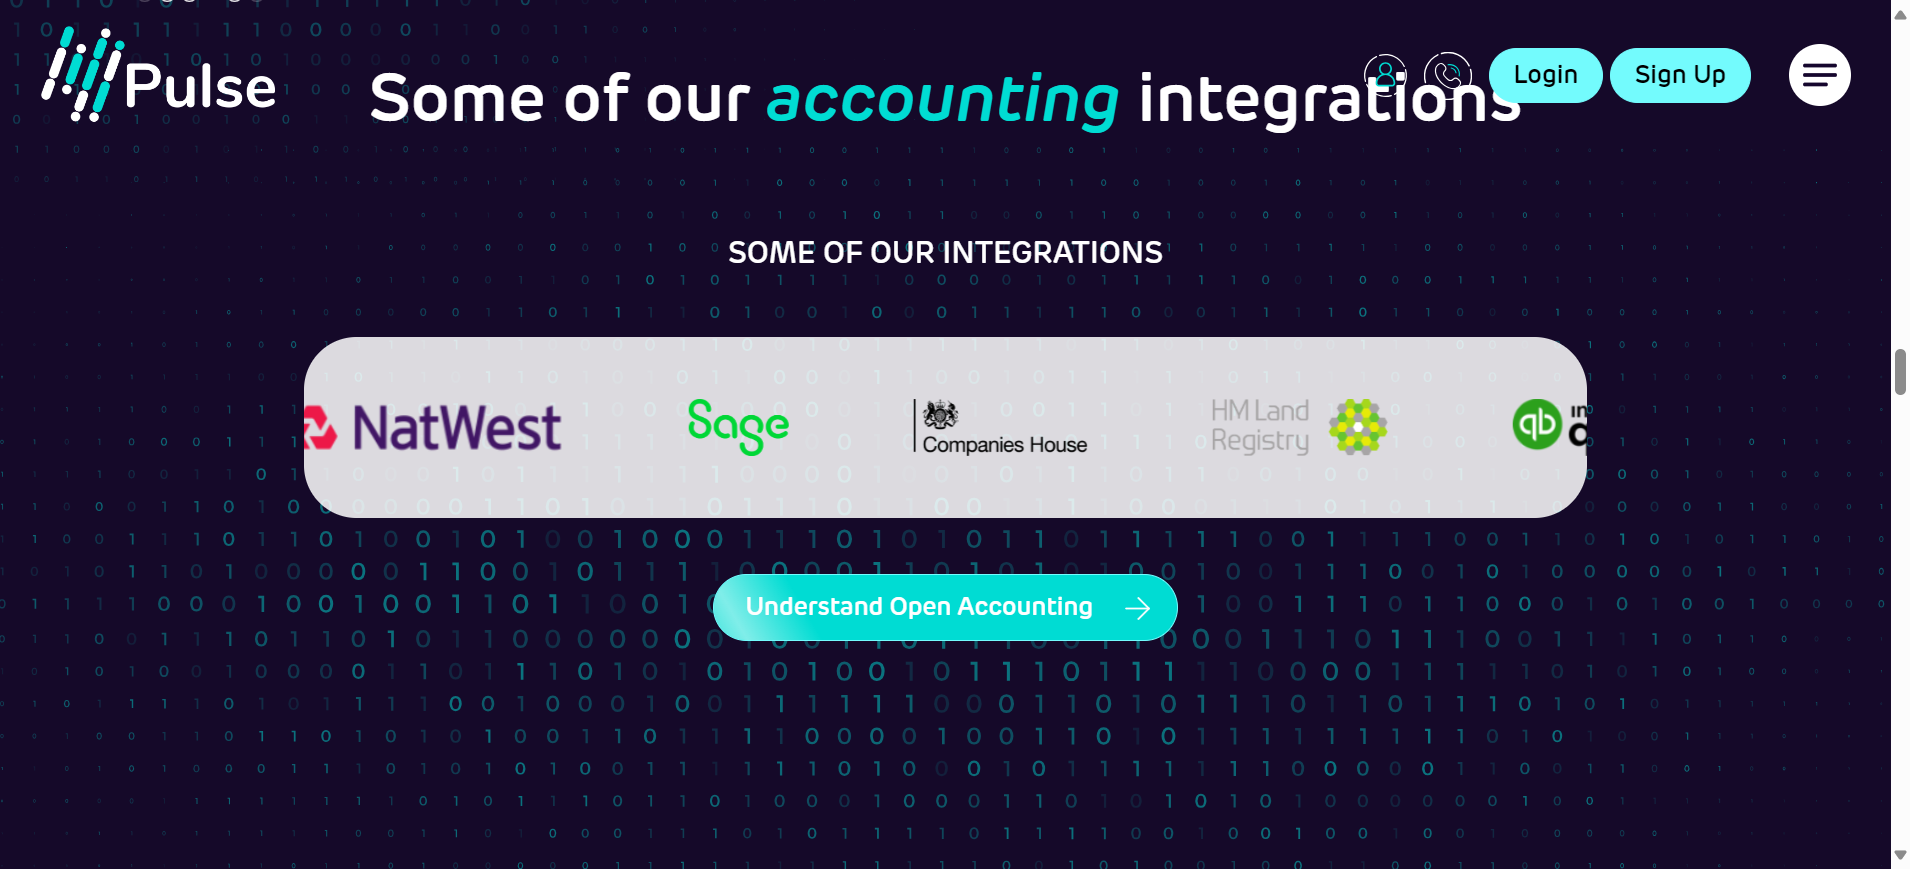 Pulse
Login
Sign Up
Some of our accounting integrations
SOME OF OUR INTEGRATIONS
NatWest
Sage
Companies House
HM Land
Registry
qb
Understand Open Accounting